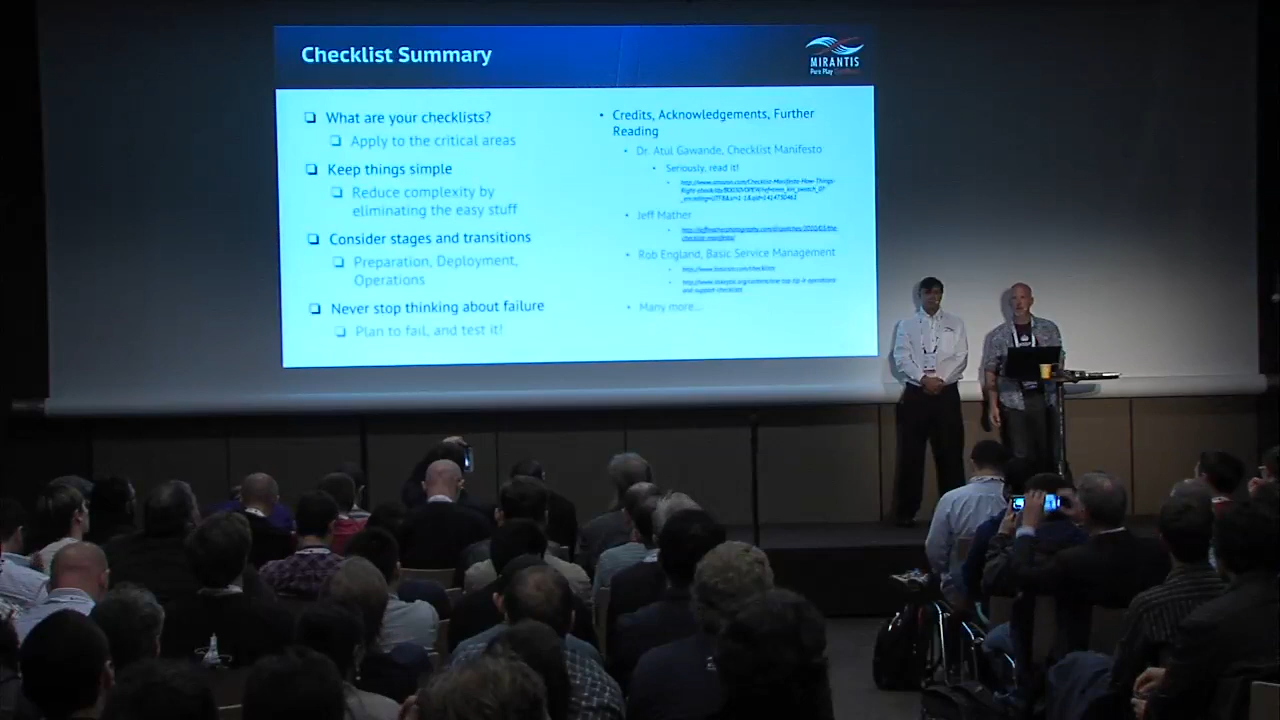 Checklist Summary
MIRANTIS
Pure Play
What are your checklists?
Apply to the critical areas
Keep things simple
Reduce complexity by
eliminating the easy stuff
Consider stages and transitions
Preparation, Deployment,
Operations
Never stop thinking about failure
Plan to fail, and test it!
Credits, Acknowledgements, Further
Reading
Dr. Atul Gawande, Checklist Manifesto
Seriously, read it!
Jeff Mather
Rob England, Basic Service Management
Many more...